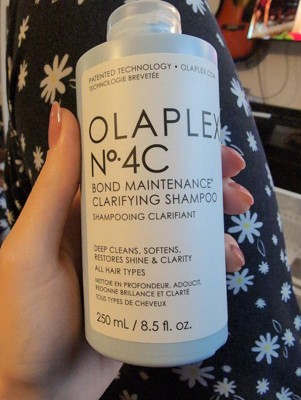 PATENTED TECHNOLOGY • OLAPLEX.COM
TECHNOLOGIE BREVETÉE
OLAPLEX
Nº.4C
BOND MAINTENANCE®
CLARIFYING SHAMPOO
SHAMPOOING CLARIFIANT
DEEP CLEANS, SOFTENS,
RESTORES SHINE & CLARITY
ALL HAIR TYPES
NETTOIE EN PROFONDEUR, ADOUCIT,
REDONNE BRILLANCE ET CLARTÉ
TOUS TYPES DE CHEVEUX
250 mL / 8.5 fl. oz.